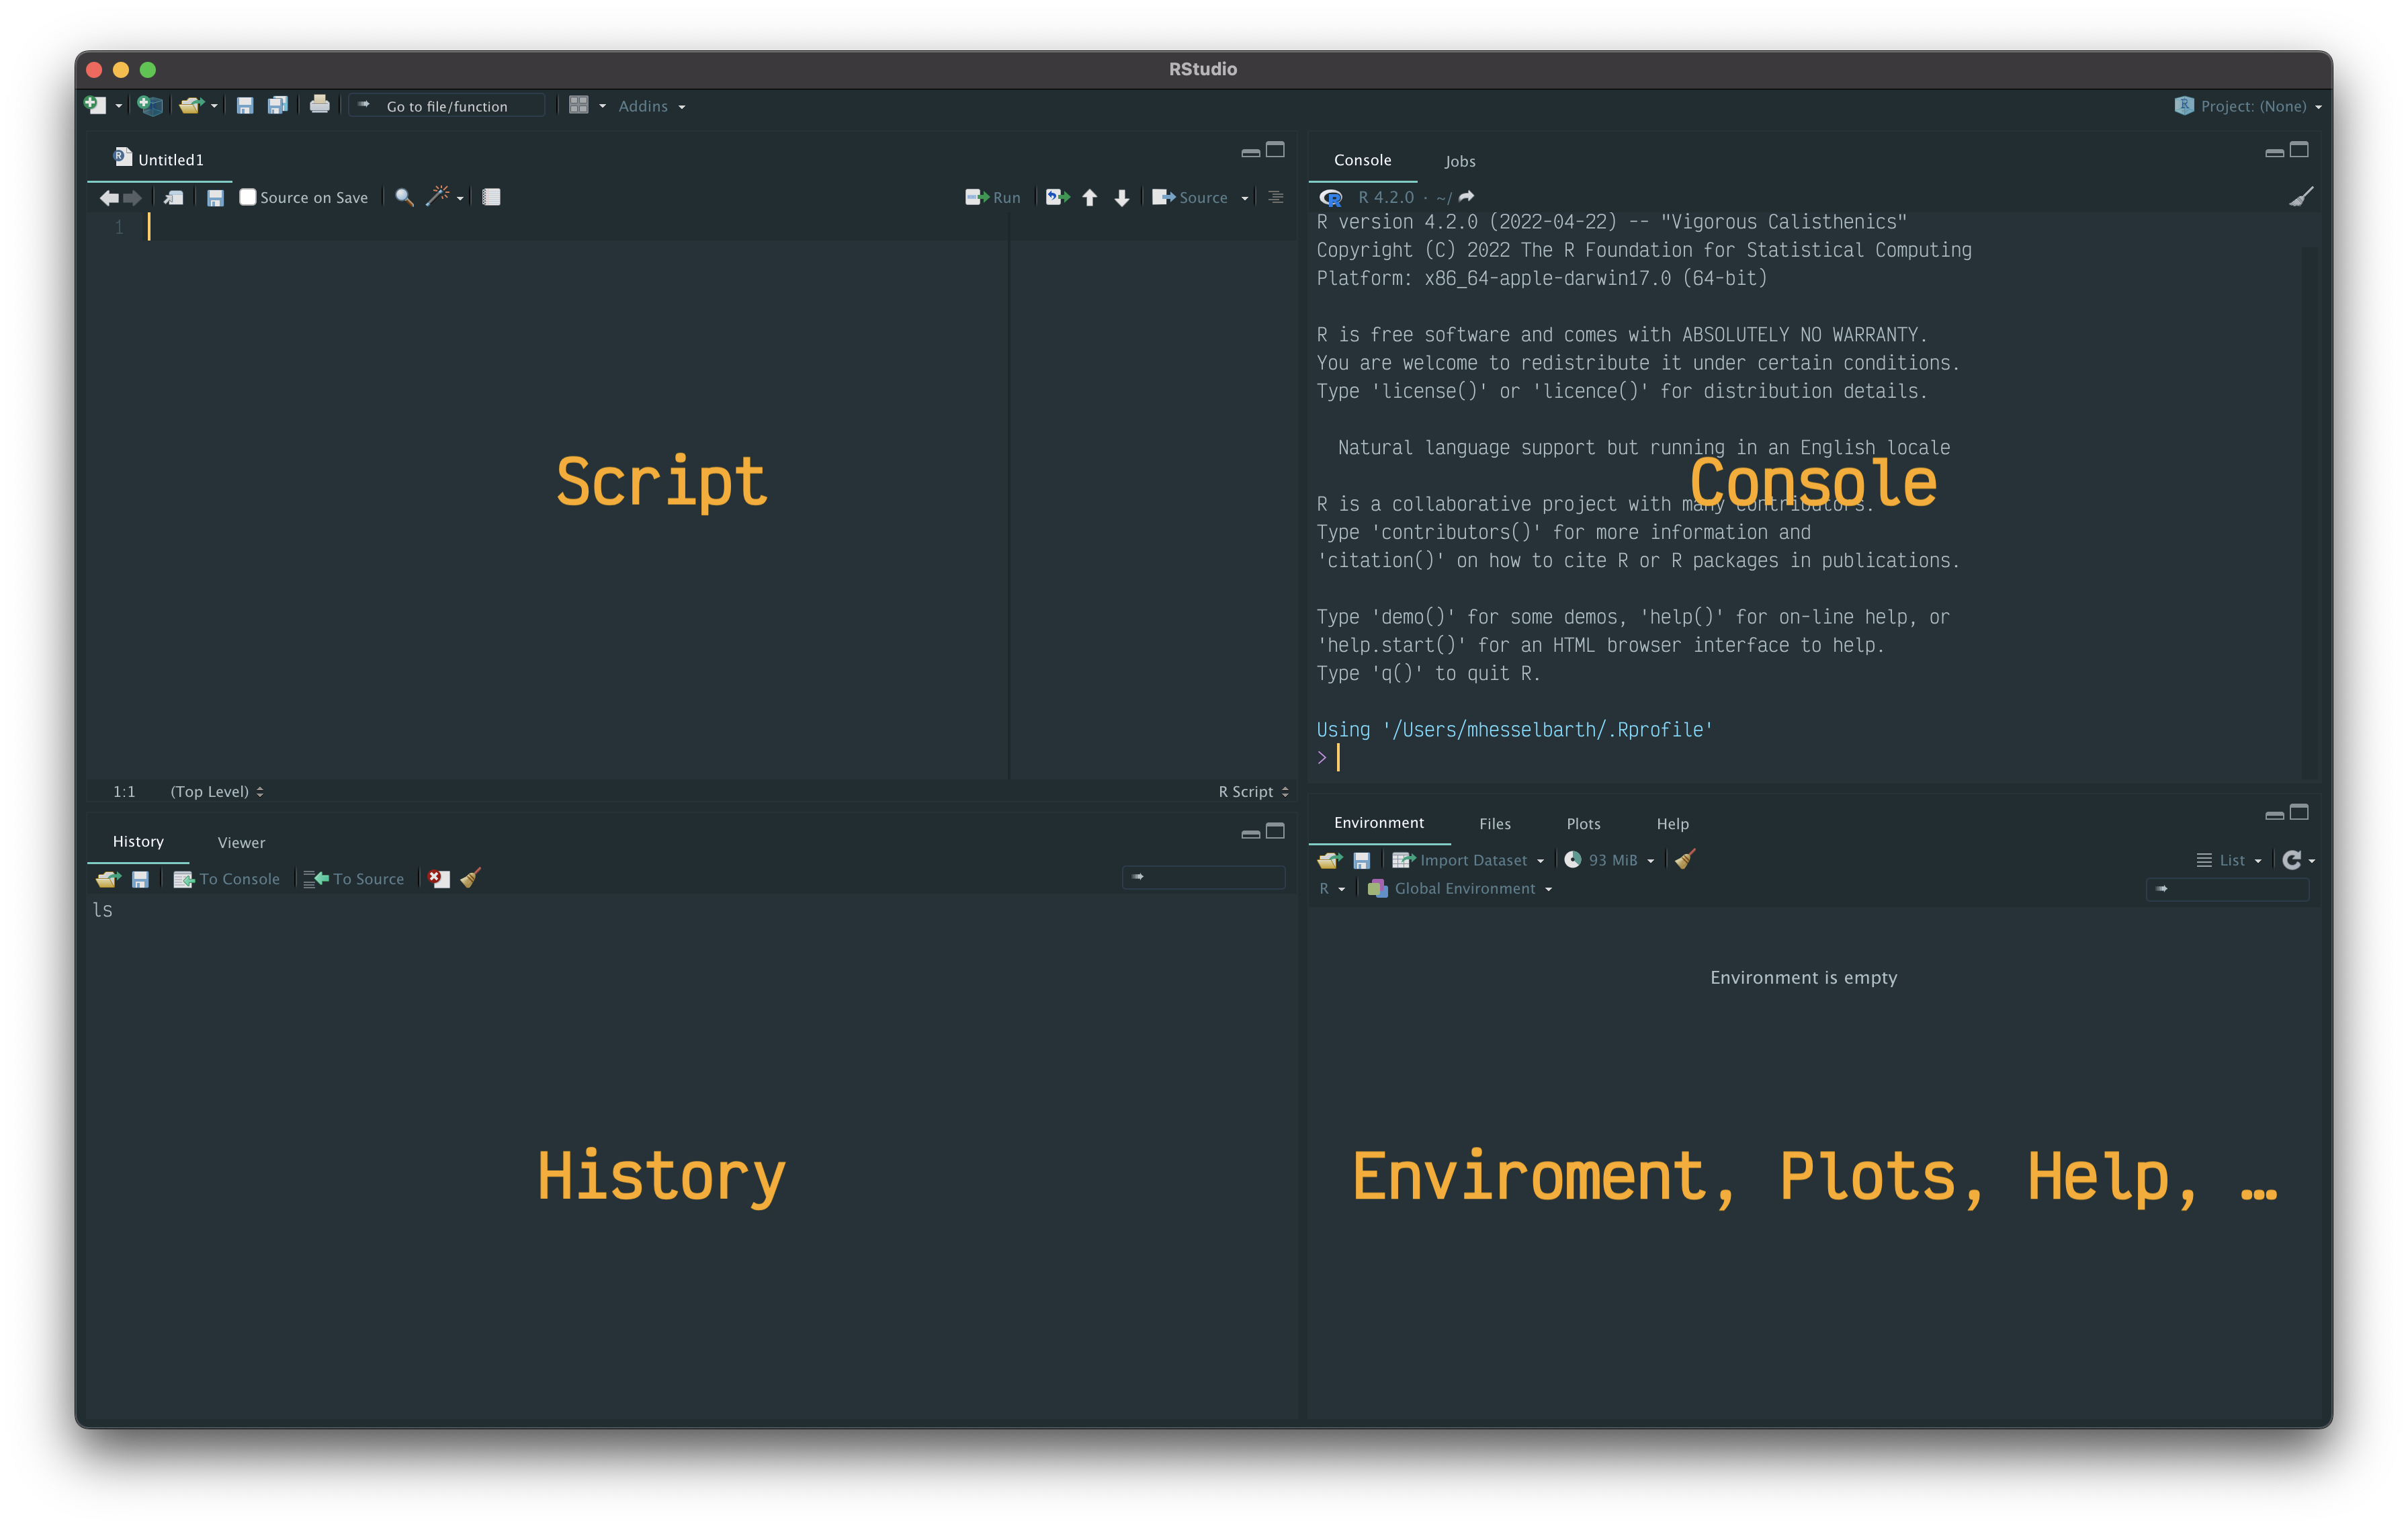 RStudio
Go to file/function
Addins
Project: (None)
Untitled1
Source on Save
Run
Source
1
Script
1:1 (Top Level)
R Script
Console Jobs
R 4.2.0 · ~/
R version 4.2.0 (2022-04-22) -- "Vigorous Calisthenics"
Copyright (C) 2022 The R Foundation for Statistical Computing
Platform: x86_64-apple-darwin17.0 (64-bit)
R is free software and comes with ABSOLUTELY NO WARRANTY.
You are welcome to redistribute it under certain conditions.
Type 'license()' or 'licence()' for distribution details.
Natural language support but running in an English locale
Console
R is a collaborative project with many contributors.
Type 'contributors()' for more information and
'citation()' on how to cite R or R packages in publications.
Type 'demo()' for some demos, 'help()' for on-line help, or
'help.start()' for an HTML browser interface to help.
Type 'q()' to quit R.
Using '/Users/mhesselbarth/.Rprofile'
>
History Viewer
To Console To Source
ls
History
Environment Files Plots Help
Import Dataset 93 MiB List
R Global Environment
Environment is empty
Enviroment, Plots, Help, …